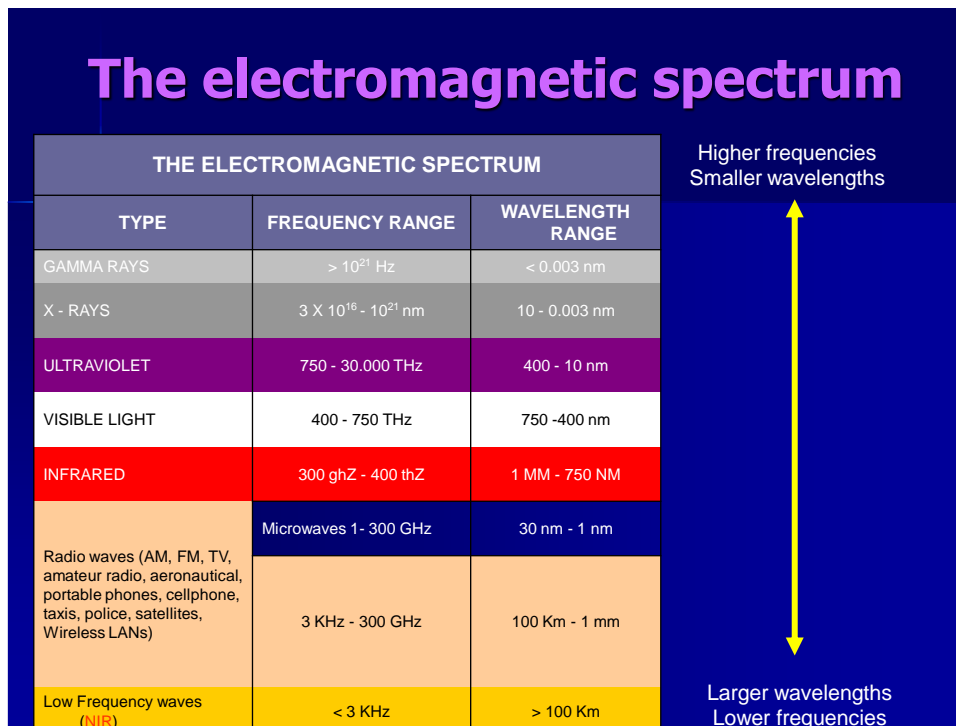 The electromagnetic spectrum
THE ELECTROMAGNETIC SPECTRUM
TYPE FREQUENCY RANGE WAVELENGTH RANGE
GAMMA RAYS > 10²¹ Hz < 0.003 nm
X - RAYS 3 X 10¹⁶ - 10²¹ nm 10 - 0.003 nm
ULTRAVIOLET 750 - 30.000 THz 400 - 10 nm
VISIBLE LIGHT 400 - 750 THz 750 -400 nm
INFRARED 300 ghZ - 400 thZ 1 MM - 750 NM
Radio waves (AM, FM, TV,
amateur radio, aeronautical,
portable phones, cellphone,
taxis, police, satellites,
Wireless LANs)
Microwaves 1- 300 GHz 30 nm - 1 nm
3 KHz - 300 GHz 100 Km - 1 mm
Low Frequency waves
(NIR)
< 3 KHz > 100 Km
Higher frequencies
Smaller wavelengths
Larger wavelengths
Lower frequencies